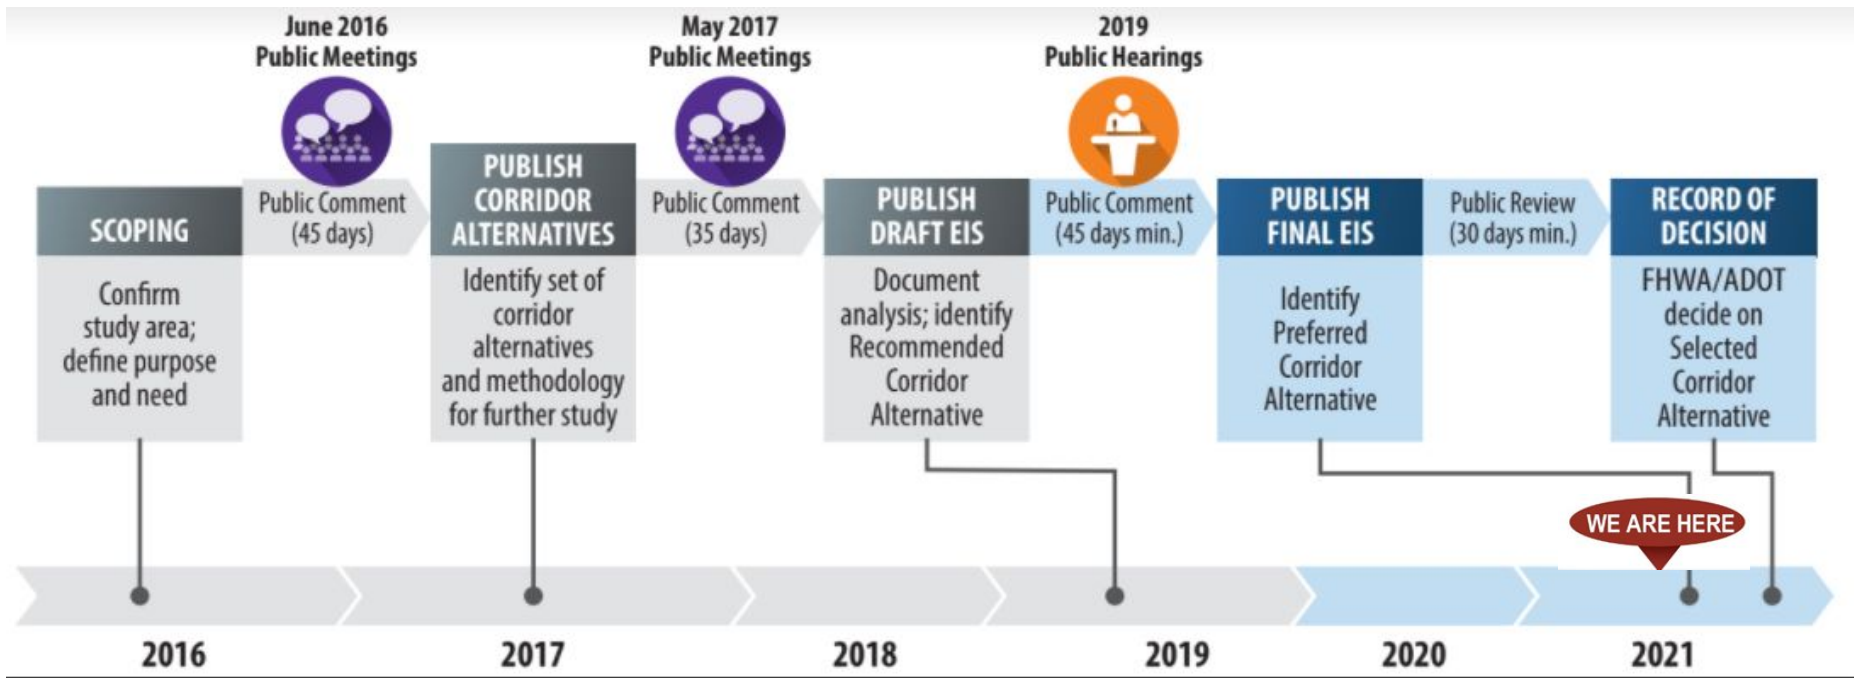 June 2016
Public Meetings
May 2017
Public Meetings
2019
Public Hearings
SCOPING
Confirm
study area;
define purpose
and need
Public Comment
(45 days)
PUBLISH
CORRIDOR
ALTERNATIVES
Identify set of
corridor
alternatives
and methodology
for further study
Public Comment
(35 days)
PUBLISH
DRAFT EIS
Document
analysis; identify
Recommended
Corridor
Alternative
Public Comment
(45 days min.)
PUBLISH
FINAL EIS
Identify
Preferred
Corridor
Alternative
Public Review
(30 days min.)
RECORD OF
DECISION
FHWA/ADOT
decide on
Selected
Corridor
Alternative
WE ARE HERE
2016
2017
2018
2019
2020
2021